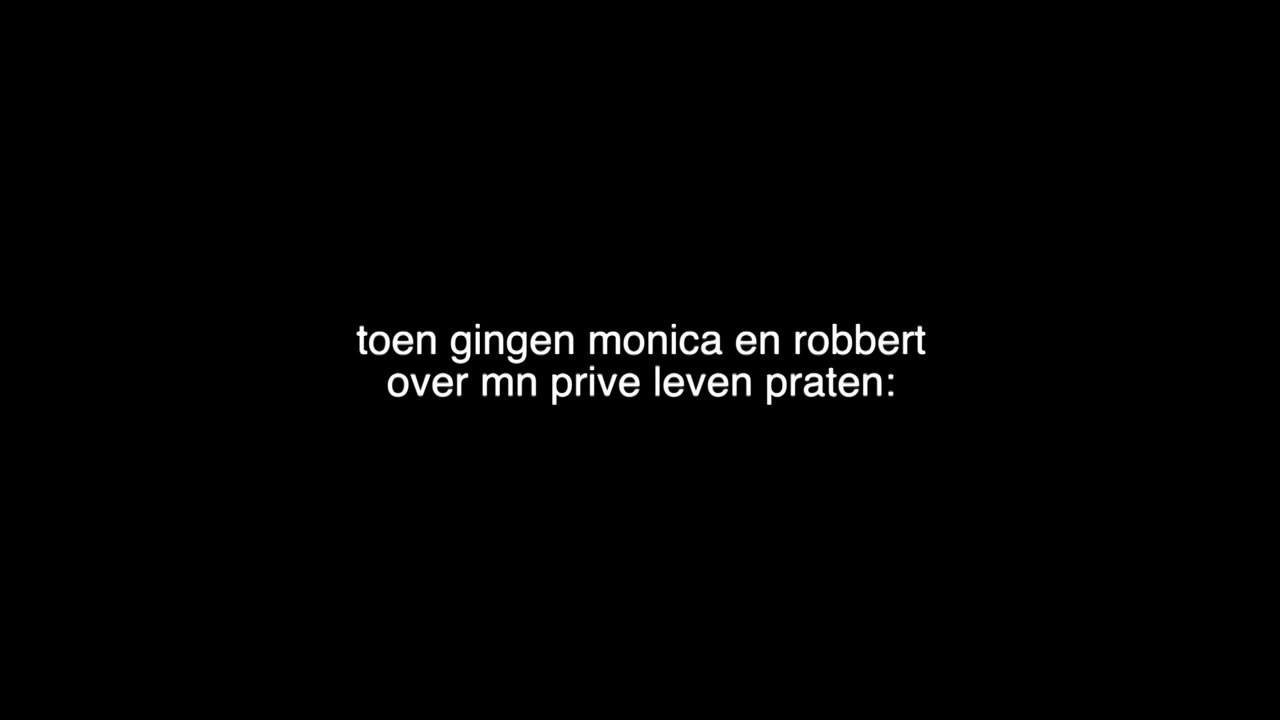 toen gingen monica en robbert
over mn prive leven praten: